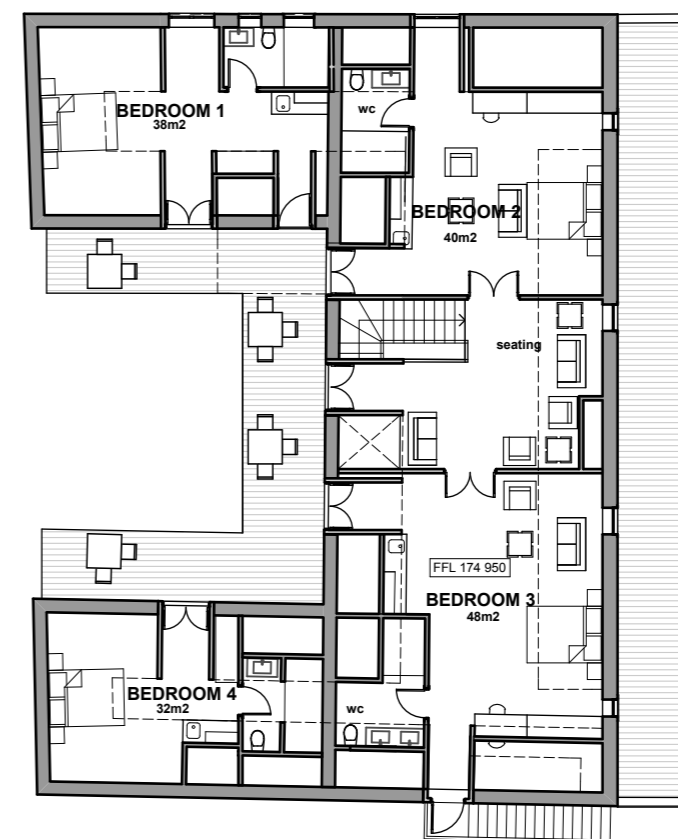 BEDROOM 1
38m2
wc
BEDROOM 2
40m2
seating
FFL 174 950
BEDROOM 3
48m2
BEDROOM 4
32m2
wc